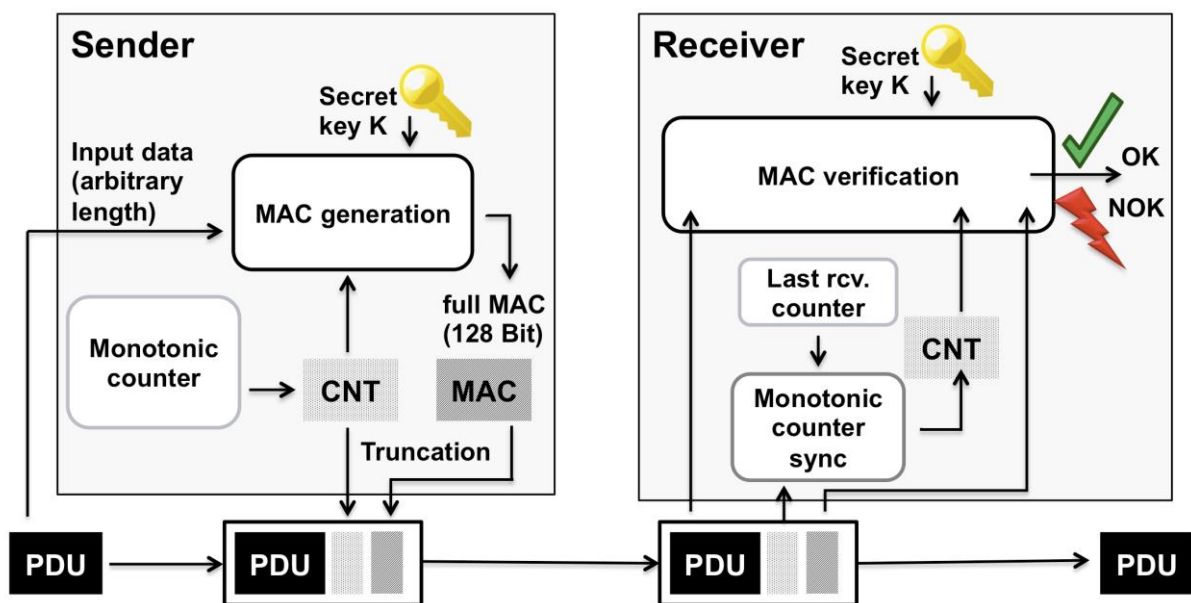 Sender
Secret
key K
Input data
(arbitrary
length)
MAC generation
full MAC
(128 Bit)
Monotonic
counter
CNT
MAC
Truncation
PDU
PDU
Receiver
Secret
key K
MAC verification
OK
NOK
Last rcv.
counter
CNT
Monotonic
counter
sync
PDU
PDU